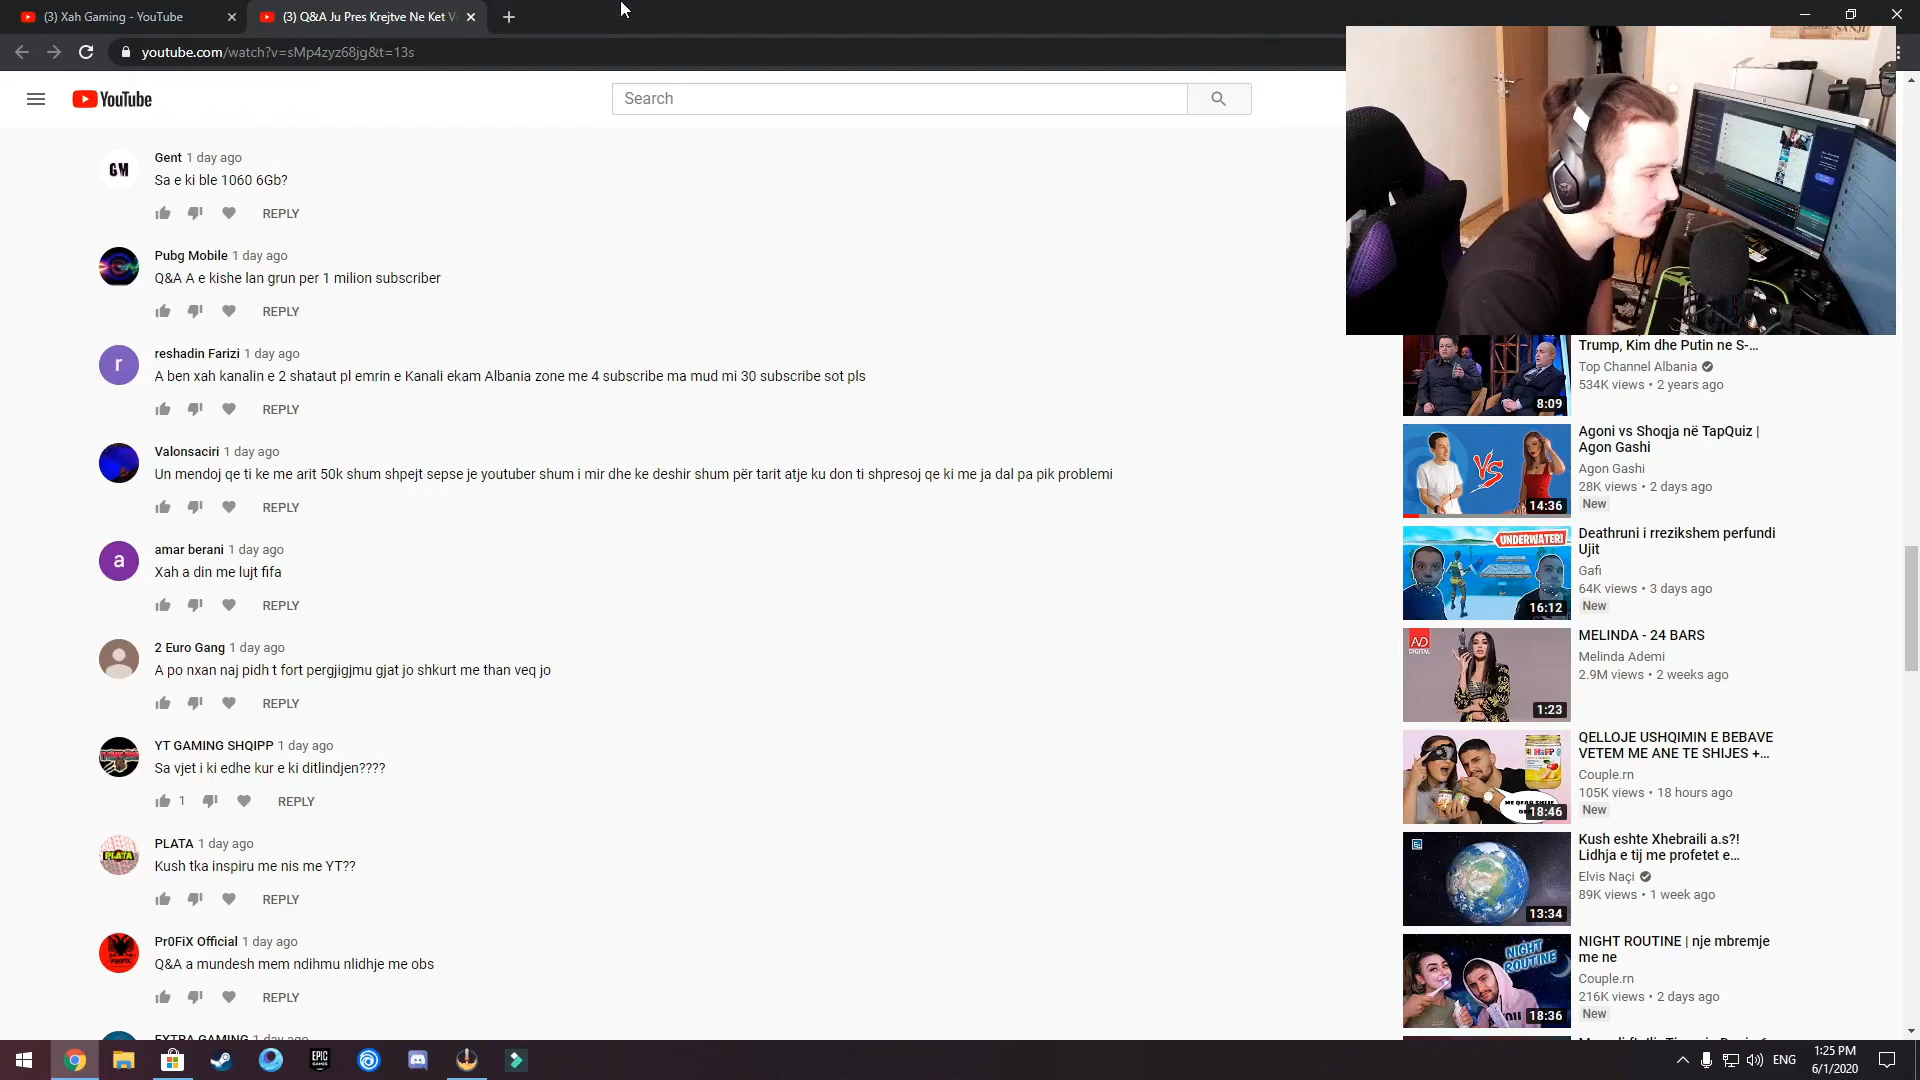 (3) Xah Gaming - YouTube
(3) Q&A Ju Pres Krejtve Ne Ket V
youtube.com/watch?v=sMp4zyz68jg&t=13s
YouTube
Search
GM
Gent 1 day ago
Sa e ki ble 1060 6Gb?
REPLY
Pubg Mobile 1 day ago
Q&A A e kishe lan grun per 1 milion subscriber
REPLY
r
reshadin Farizi 1 day ago
A ben xah kanalin e 2 shataut pl emrin e Kanali ekam Albania zone me 4 subscribe ma mud mi 30 subscribe sot pls
REPLY
Valonsaciri 1 day ago
Un mendoj qe ti ke me arit 50k shum shpejt sepse je youtuber shum i mir dhe ke deshir shum për tarit atje ku don ti shpresoj qe ki me ja dal pa pik problemi
REPLY
a
amar berani 1 day ago
Xah a din me lujt fifa
REPLY
2 Euro Gang 1 day ago
A po nxan naj pidh t fort pergjigjmu gjat jo shkurt me than veq jo
REPLY
YT GAMING SHQIPP 1 day ago
Sa vjet i ki edhe kur e ki ditlindjen????
1 REPLY
PLATA
PLATA 1 day ago
Kush tka inspiru me nis me YT??
REPLY
Pr0FiX Official 1 day ago
Q&A a mundesh mem ndihmu nlidhje me obs
REPLY
EXTRA GAMING 1 day ago
Trump, Kim dhe Putin ne S-...
Top Channel Albania
534K views • 2 years ago
8:09
Agoni vs Shoqja në TapQuiz |
Agon Gashi
Agon Gashi
28K views • 2 days ago
New
VS
14:36
Deathruni i rrezikshem perfundi
Ujit
Gafi
64K views • 3 days ago
New
UNDERWATER!
16:12
MELINDA - 24 BARS
Melinda Ademi
2.9M views • 2 weeks ago
DIGITAL
1:23
QELLOJE USHQIMIN E BEBAVE
VETEM ME ANE TE SHIJES +...
Couple.rn
105K views • 18 hours ago
New
HiPP
18:46
Kush eshte Xhebraili a.s?!
Lidhja e tij me profetet e...
Elvis Naçi
89K views • 1 week ago
13:34
NIGHT ROUTINE | nje mbremje
me ne
Couple.rn
216K views • 2 days ago
New
NIGHT
ROUTINE
18:36
EPIC
GAMES
ENG
1:25 PM
6/1/2020